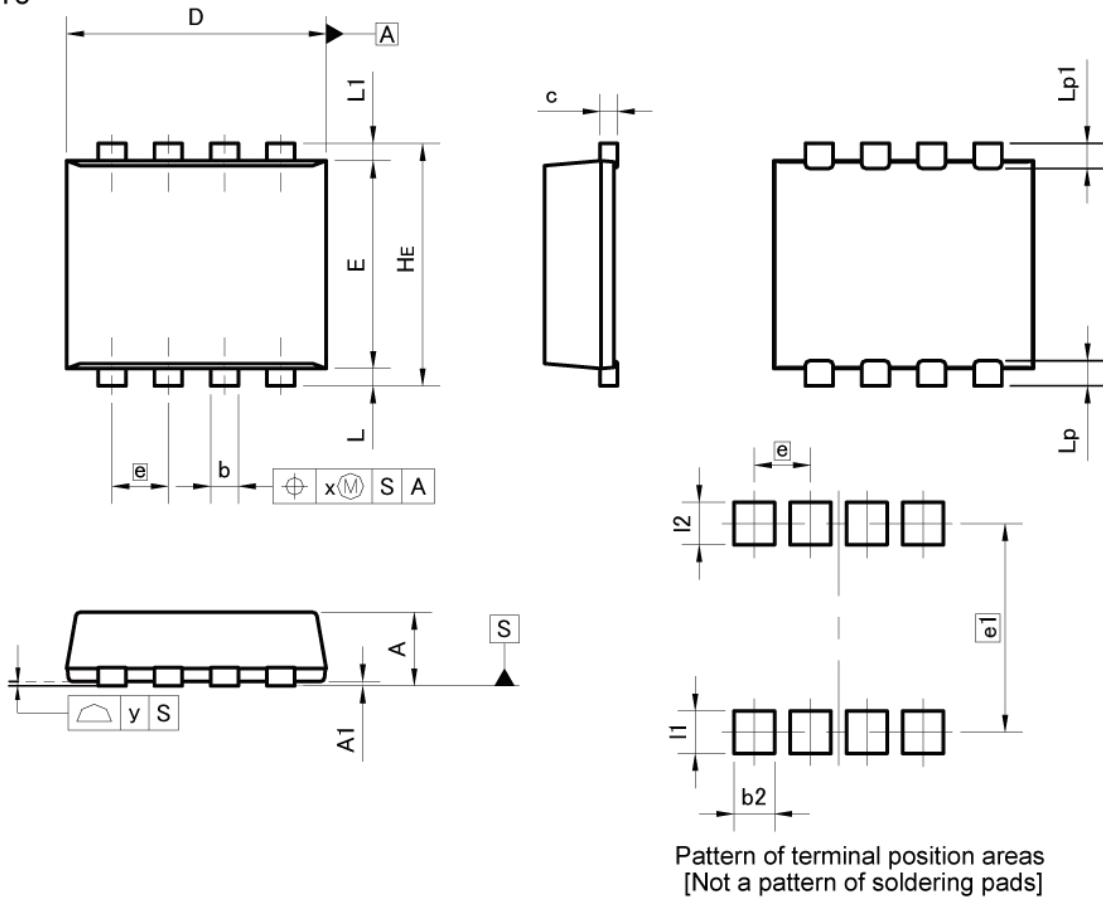 D
A
L1
c
Lp1
E
HE
L
Lp
e
b
x Ⓜ S A
e
l2
S
A
e1
y S
A1
l1
b2
Pattern of terminal position areas
[Not a pattern of soldering pads]